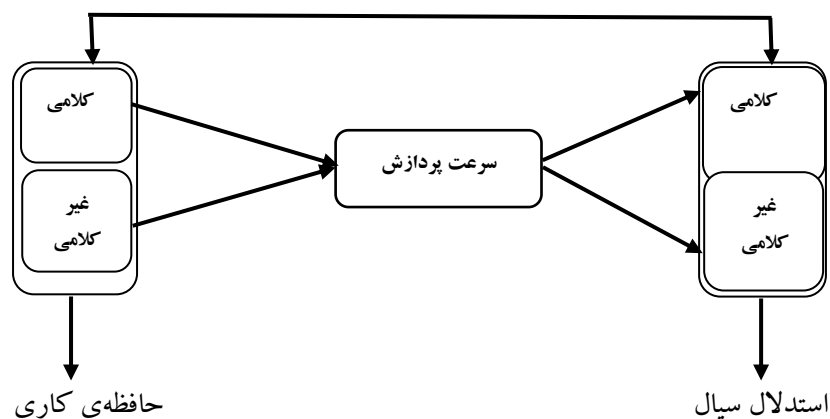 کلامی
کلامی
سرعت پردازش
غیر
کلامی
غیر
کلامی
استدلال سیال
حافظه‌ی کاری